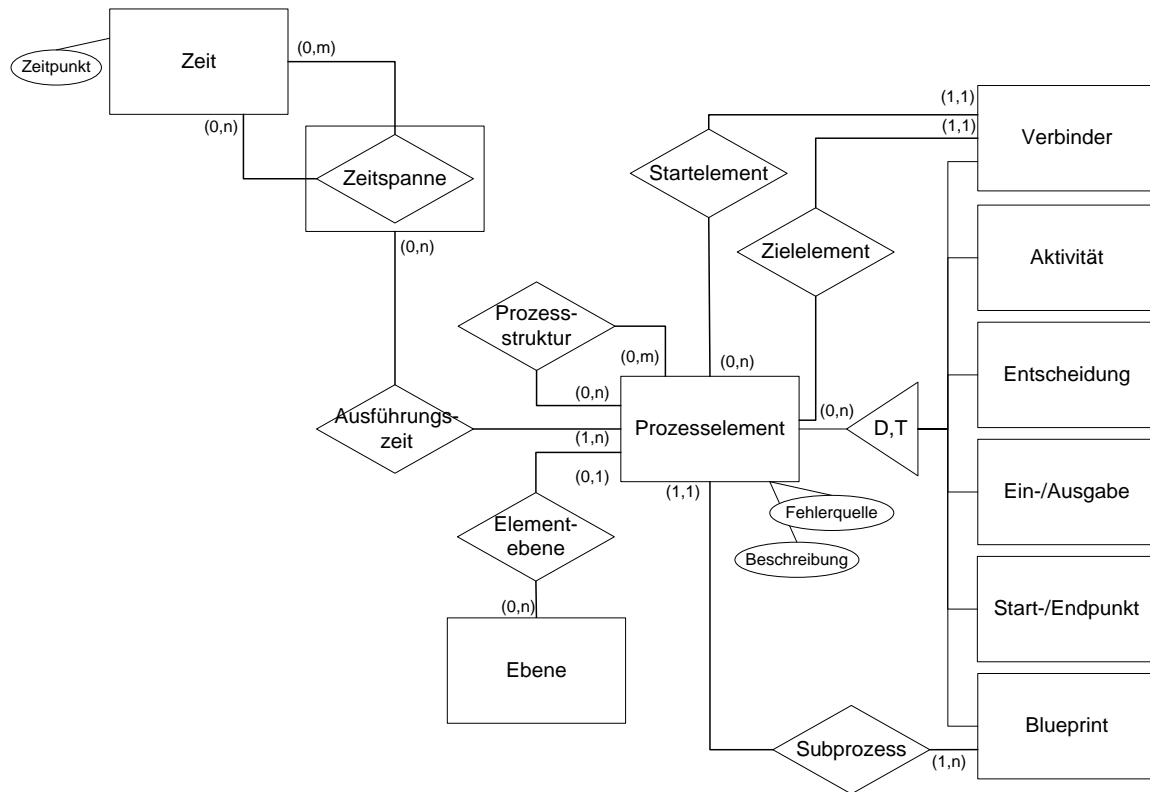 Zeit
(0,m)
Zeitpunkt
(0,n)
Zeitspanne
(0,n)
(1,1)
(1,1)
Verbinder
Startelement
Zielelement
Aktivität
Prozess-
struktur
(0,m)
(0,n)
(0,n)
Entscheidung
Ausführungs-
zeit
(1,n)
Prozesselement
(0,n)
D,T
(0,1)
(1,1)
Element-
ebene
Fehlerquelle
Beschreibung
Ein-/Ausgabe
(0,n)
Start-/Endpunkt
Ebene
Subprozess
(1,n)
Blueprint